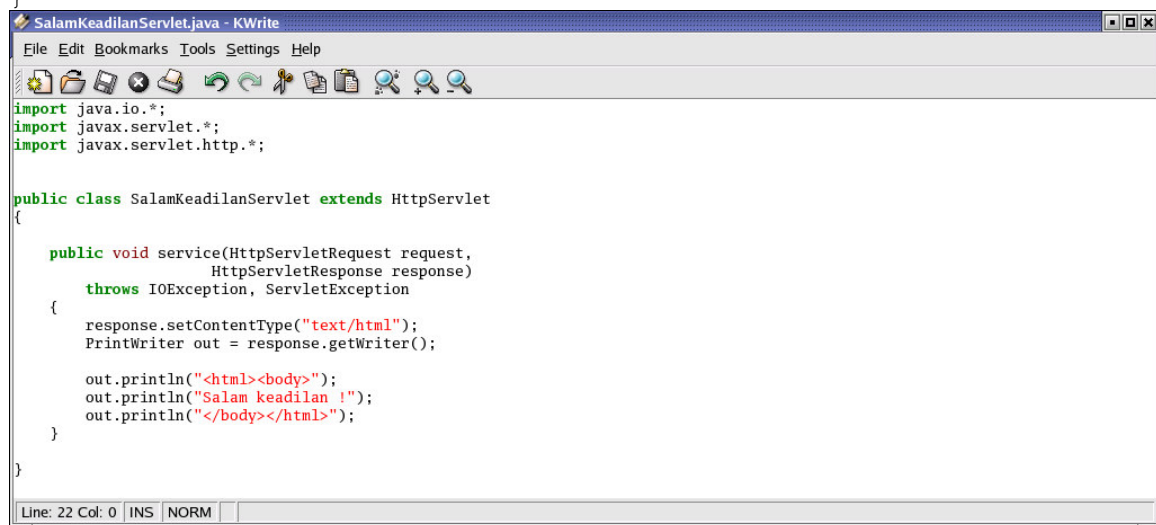 }
SalamKeadilanServlet.java - KWrite
File Edit Bookmarks Tools Settings Help
import java.io.*;
import javax.servlet.*;
import javax.servlet.http.*;
public class SalamKeadilanServlet extends HttpServlet
{
public void service(HttpServletRequest request,
HttpServletResponse response)
throws IOException, ServletException
{
response.setContentType("text/html");
PrintWriter out = response.getWriter();
out.println("<html><body>");
out.println("Salam keadilan !");
out.println("</body></html>");
}
}
Line: 22 Col: 0 INS NORM